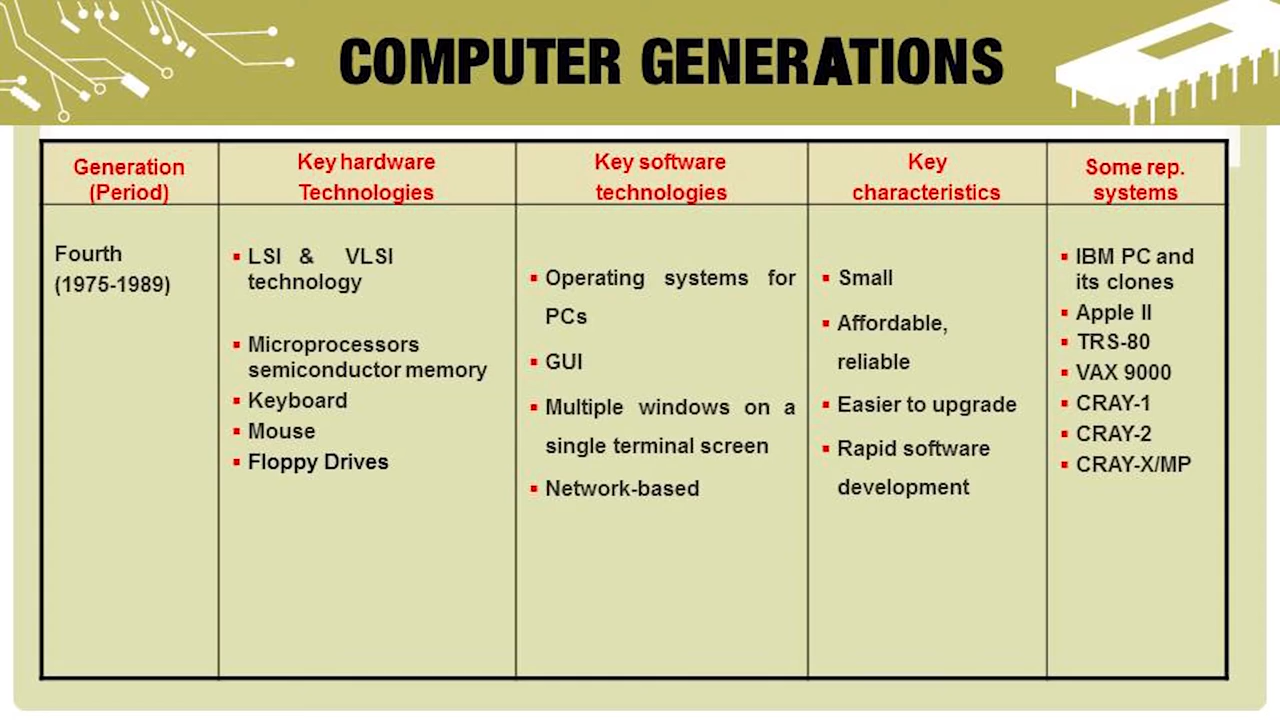 COMPUTER GENERATIONS
Generation
(Period)
Key hardware
Technologies
Key software
technologies
Key
characteristics
Some rep.
systems
Fourth
(1975-1989)
▪ LSI & VLSI
technology
▪ Microprocessors
semiconductor memory
▪ Keyboard
▪ Mouse
▪ Floppy Drives
▪ Operating systems for
PCs
▪ GUI
▪ Multiple windows on a
single terminal screen
▪ Network-based
▪ Small
▪ Affordable,
reliable
▪ Easier to upgrade
▪ Rapid software
development
▪ IBM PC and
its clones
▪ Apple II
▪ TRS-80
▪ VAX 9000
▪ CRAY-1
▪ CRAY-2
▪ CRAY-X/MP